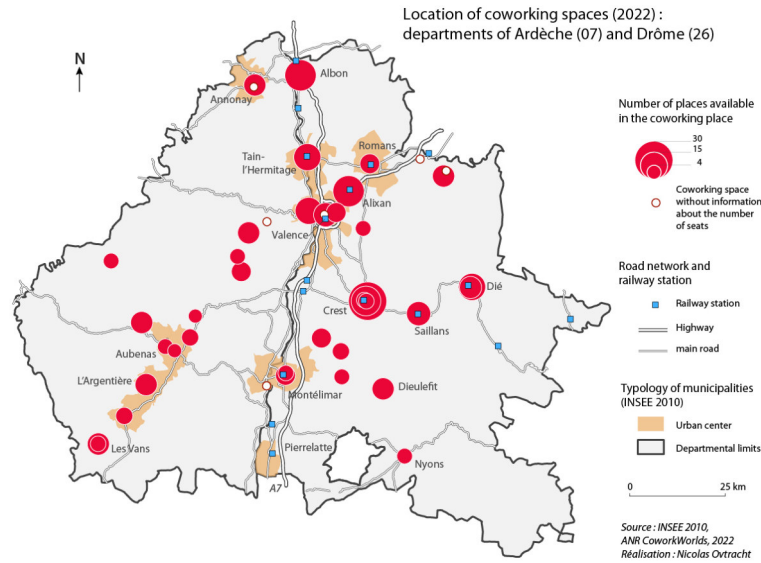 Location of coworking spaces (2022) :
departments of Ardèche (07) and Drôme (26)
N
Albon
Annonay
Romans
Tain-
l'Hermitage
Alixan
Valence
Crest
Dié
Saillans
Aubenas
L'Argentière
Montélimar
Dieulefit
Les Vans
Pierrelatte
Nyons
A7
Number of places available
in the coworking place
30
15
4
Coworking space
without information
about the number
of seats
Road network and
railway station
Railway station
Highway
main road
Typology of municipalities
(INSEE 2010)
Urban center
Departmental limits
0
25 km
Source : INSEE 2010,
ANR CoworkWorlds, 2022
Réalisation : Nicolas Ovtracht